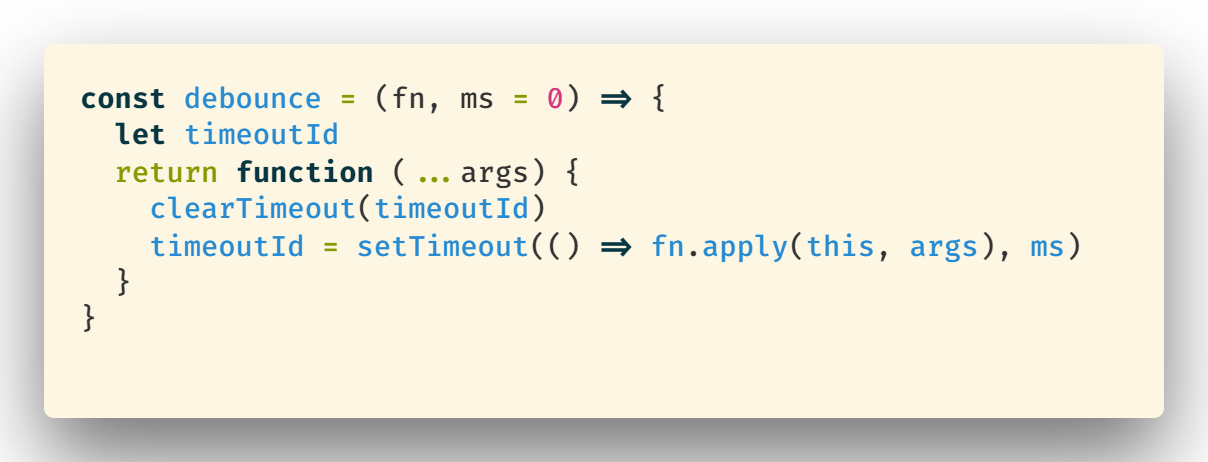 const debounce = (fn, ms = 0) => {
  let timeoutId
  return function (...args) {
    clearTimeout(timeoutId)
    timeoutId = setTimeout(() => fn.apply(this, args), ms)
  }
}